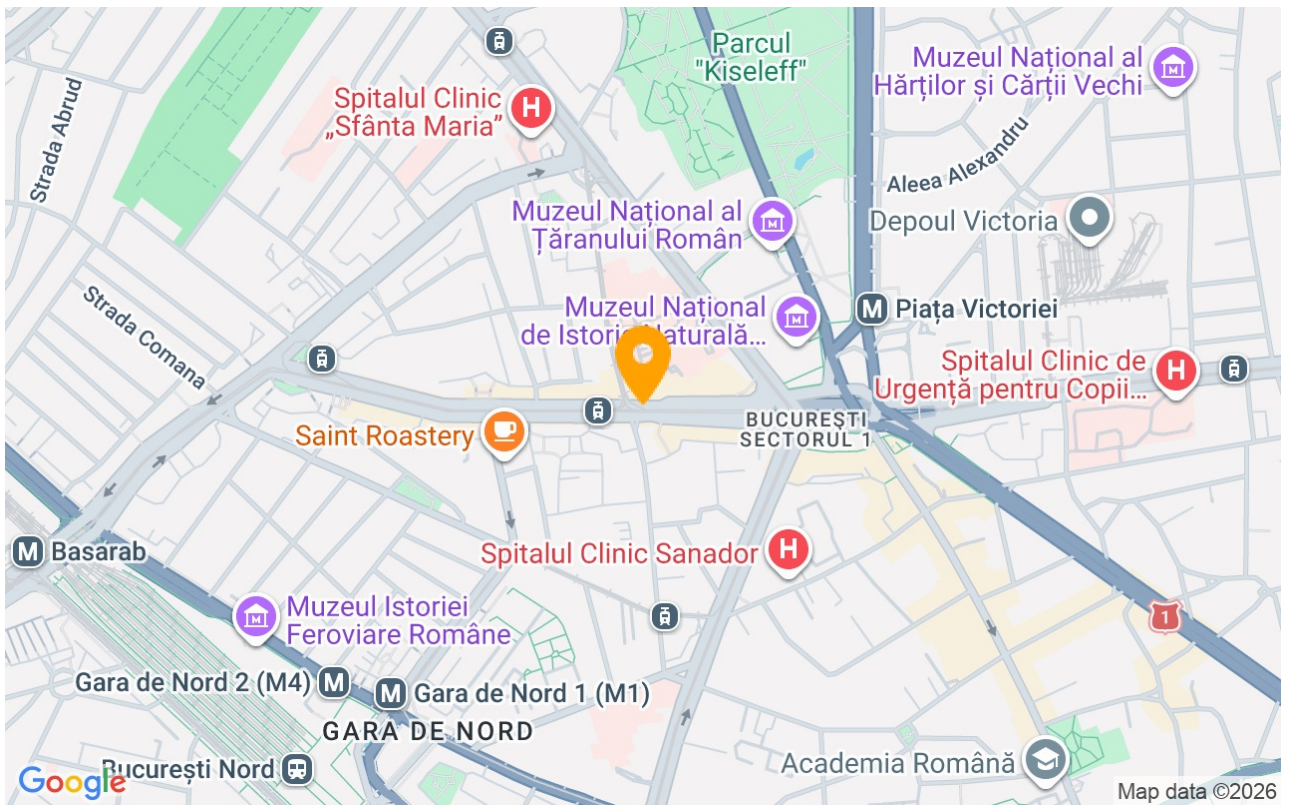 Parcul
"Kiseleff"
Muzeul Național al
Hărților și Cărții Vechi
Spitalul Clinic
„Sfânta Maria”
H
Strada Abrud
Aleea Alexandru
Muzeul Național al
Țăranului Român
Depoul Victoria
Strada Comana
Muzeul Național
de Istorie Naturală...
M Piața Victoriei
Spitalul Clinic de
Urgență pentru Copii...
H
Saint Roastery
BUCUREȘTI
SECTORUL 1
M Basarab
Spitalul Clinic Sanador
H
Muzeul Istoriei
Feroviare Române
1
Gara de Nord 2 (M4) M
M Gara de Nord 1 (M1)
GARA DE NORD
București Nord
Academia Română
Google
Map data ©2026